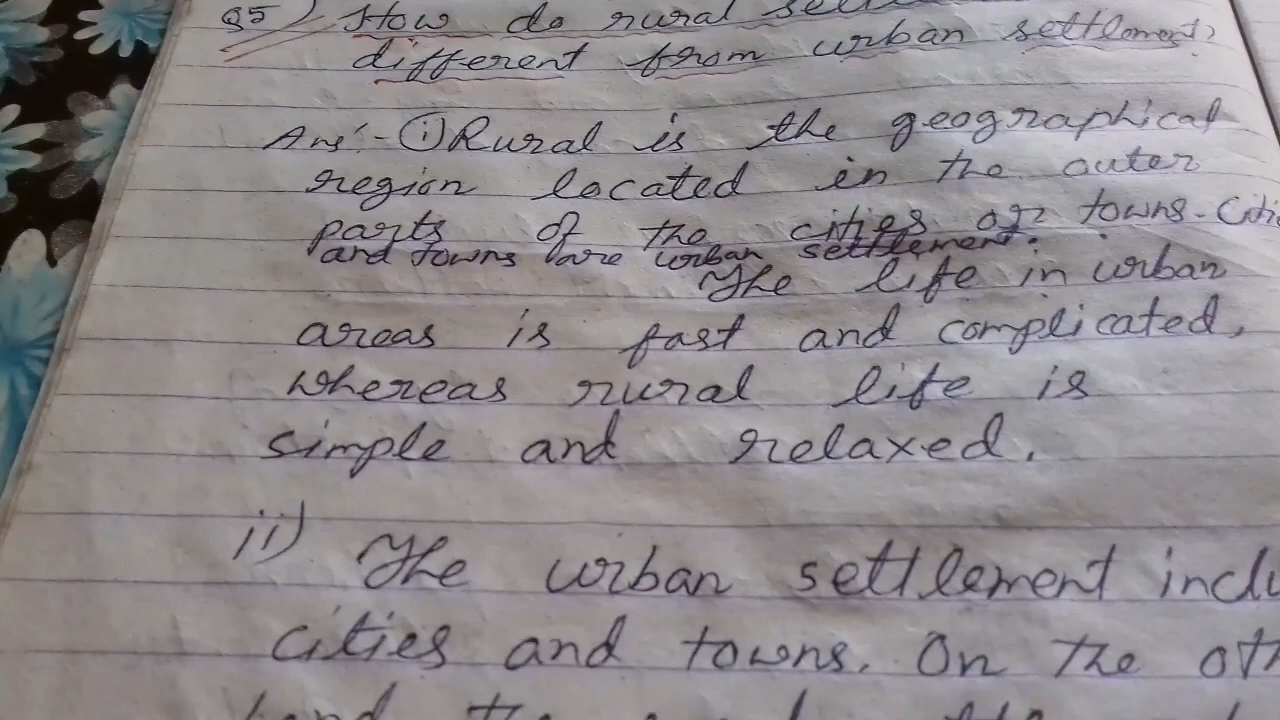 Q5) How do rural
different from urban settlement?
Ans:- (i) Rural is the geographical
region located in the outer
parts of the cities or towns. Citi
and towns are urban settlement.
The life in urban
areas is fast and complicated,
whereas rural life is
simple and relaxed.
ii) The urban settlement inclu
cities and towns. On the oth
hand the